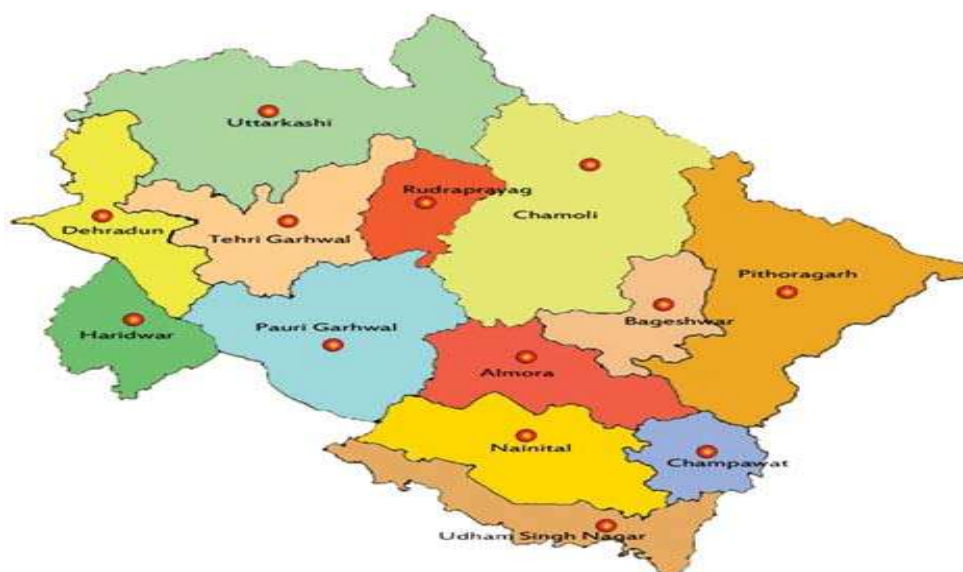 Uttarkashi
Rudraprayag
Chamoli
Dehradun
Tehri Garhwal
Pithoragarh
Haridwar
Pauri Garhwal
Bageshwar
Almora
Nainital
Champawat
Udham Singh Nagar